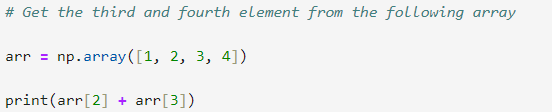 # Get the third and fourth element from the following array
arr = np.array([1, 2, 3, 4])
print(arr[2] + arr[3])